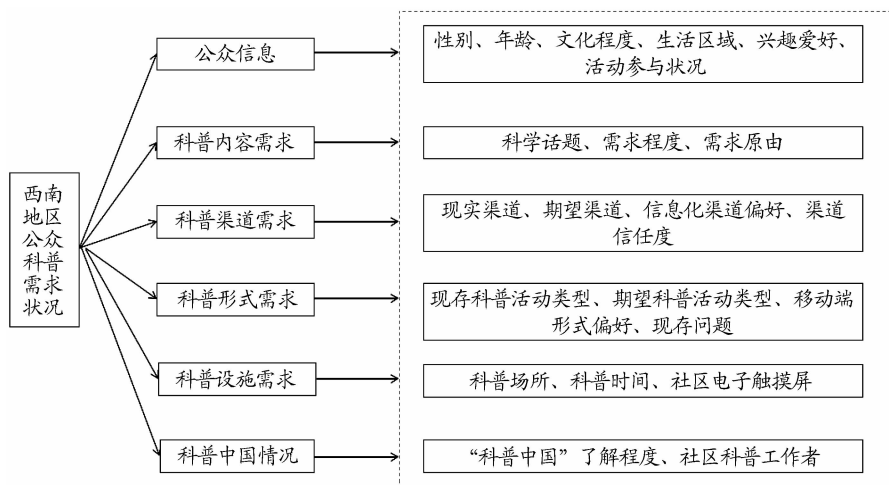 西南
地区
公众
科普
需求
状况
公众信息
性别、年龄、文化程度、生活区域、兴趣爱好、
活动参与状况
科普内容需求
科学话题、需求程度、需求原由
科普渠道需求
现实渠道、期望渠道、信息化渠道偏好、渠道
信任度
科普形式需求
现存科普活动类型、期望科普活动类型、移动端
形式偏好、现存问题
科普设施需求
科普场所、科普时间、社区电子触摸屏
科普中国情况
“科普中国”了解程度、社区科普工作者